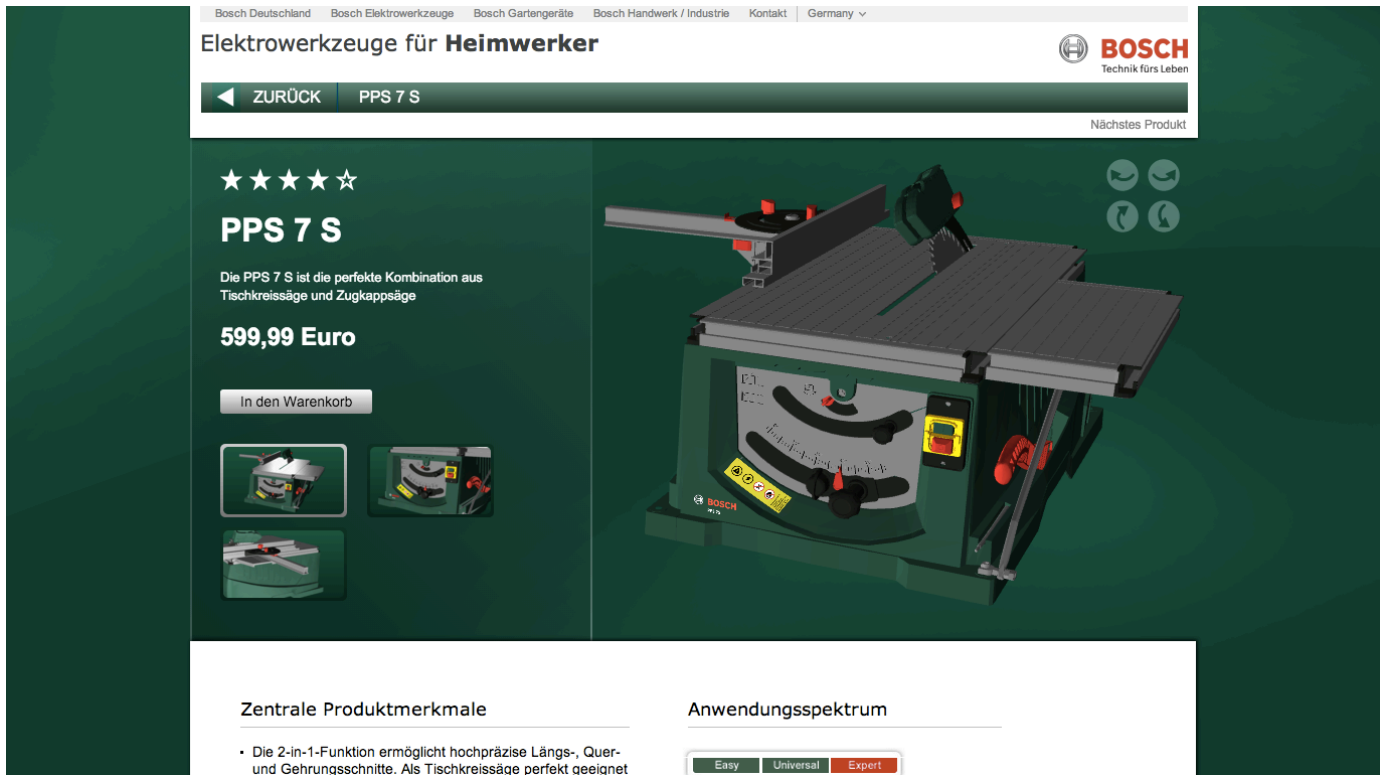 Bosch Deutschland Bosch Elektrowerkzeuge Bosch Gartengeräte Bosch Handwerk / Industrie Kontakt Germany
Elektrowerkzeuge für Heimwerker
BOSCH
Technik fürs Leben
ZURÜCK PPS 7 S
Nächstes Produkt
PPS 7 S
Die PPS 7 S ist die perfekte Kombination aus
Tischkreissäge und Zugkappsäge
599,99 Euro
In den Warenkorb
BOSCH
Zentrale Produktmerkmale
Die 2-in-1-Funktion ermöglicht hochpräzise Längs-, Quer-
und Gehrungsschnitte. Als Tischkreissäge perfekt geeignet
Anwendungsspektrum
Easy Universal Expert